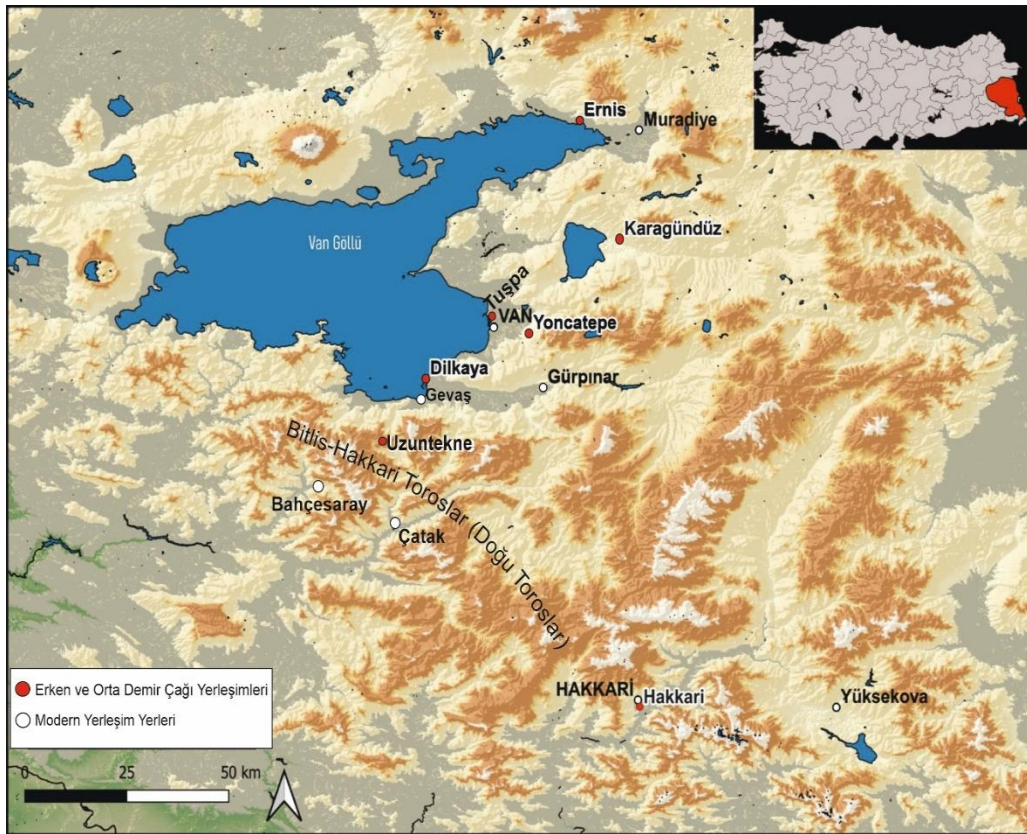 Ernis
Muradiye
Karagündüz
Van Göllü
Tuşpa
VAN
Yoncatepe
Dilkaya
Gevaş
Gürpınar
Uzuntekne
Bitlis-Hakkari Toroslar (Doğu Toroslar)
Bahçesaray
Çatak
HAKKARİ
Hakkari
Yüksekova
Erken ve Orta Demir Çağı Yerleşimleri
Modern Yerleşim Yerleri
0 25 50 km